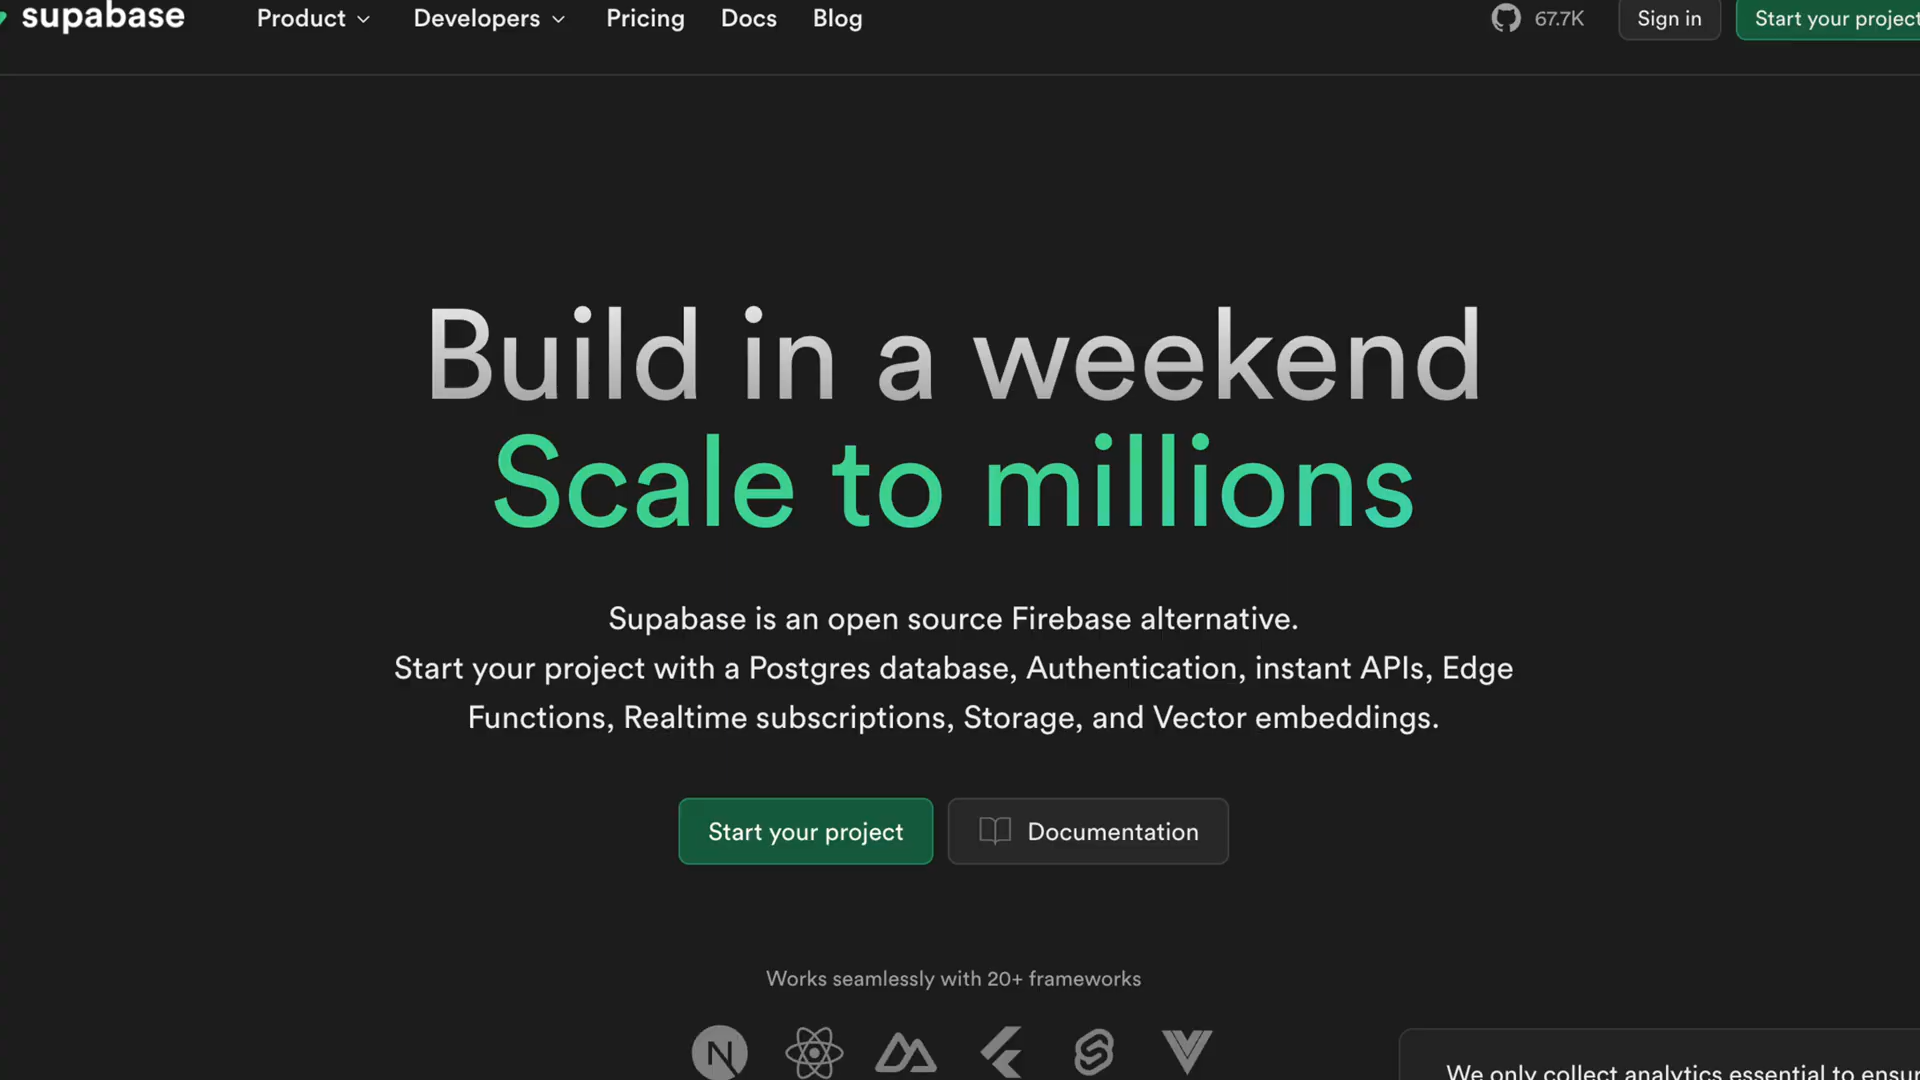 supabase
Product
Developers
Pricing
Docs
Blog
67.7K
Sign in
Start your project
Build in a weekend
Scale to millions
Supabase is an open source Firebase alternative.
Start your project with a Postgres database, Authentication, instant APIs, Edge
Functions, Realtime subscriptions, Storage, and Vector embeddings.
Start your project
Documentation
Works seamlessly with 20+ frameworks
N
We only collect analytics essential to ensur